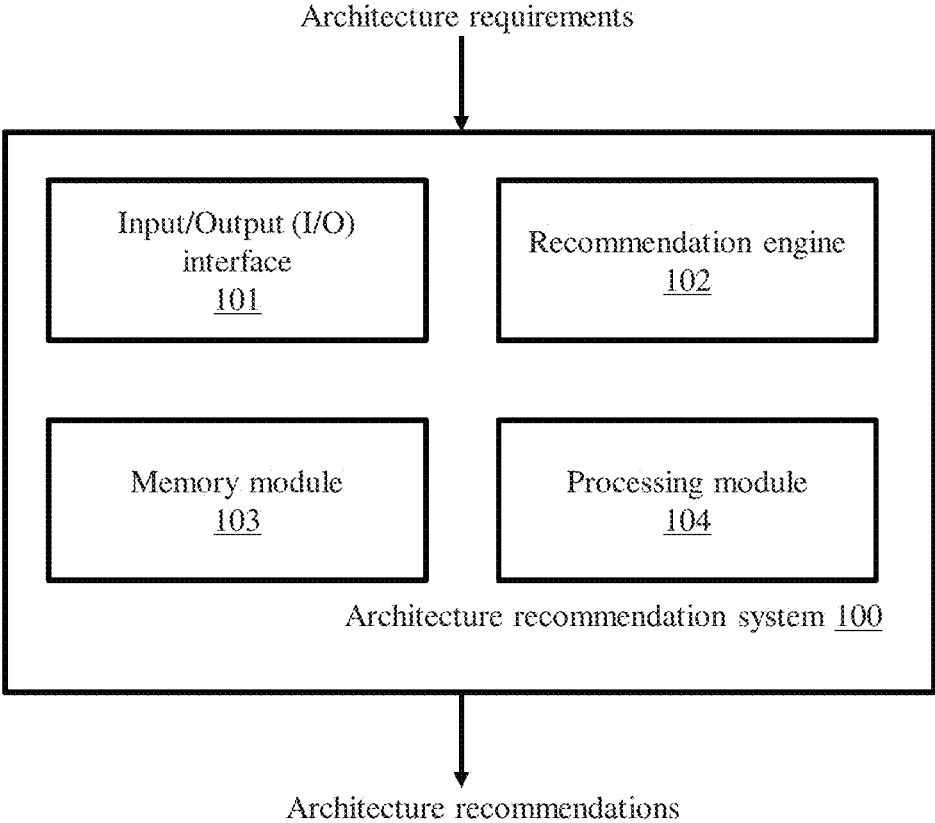 Architecture requirements
Input/Output (I/O)
interface
101
Recommendation engine
102
Memory module
103
Processing module
104
Architecture recommendation system 100
Architecture recommendations